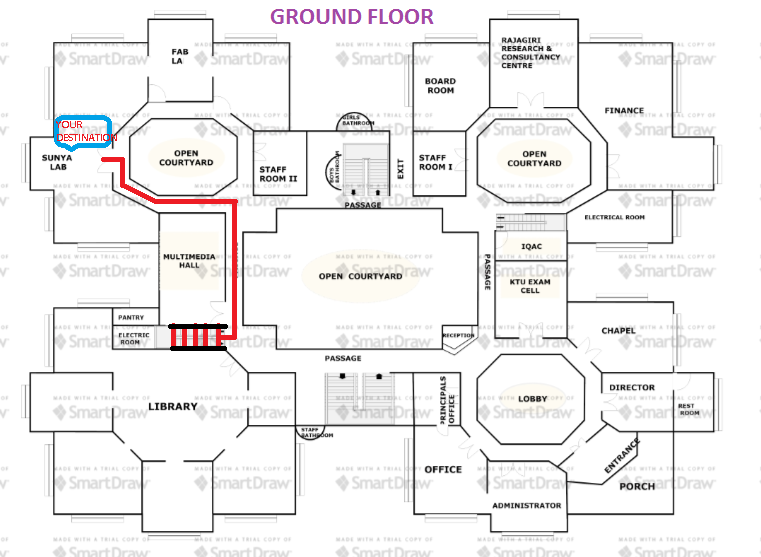 GROUND FLOOR
MADE WITH A TRIAL COPY OF
SmartDraw
FAB
LA
RAJAGIRI
RESEARCH &
CONSULTANCY
CENTRE
BOARD
ROOM
FINANCE
YOUR
DESTINATION
GIRLS
BATHROOM
SUNYA
LAB
OPEN
COURTYARD
STAFF
ROOM II
BOYS
BATHROOM
EXIT
STAFF
ROOM I
OPEN
COURTYARD
PASSAGE
ELECTRICAL ROOM
MULTIMEDIA
HALL
OPEN COURTYARD
PASSAGE
IQAC
KTU EXAM
CELL
PANTRY
ELECTRIC
ROOM
RECEPTION
CHAPEL
PASSAGE
LIBRARY
PRINCIPALS
OFFICE
LOBBY
DIRECTOR
REST
ROOM
STAFF
BATHROOM
OFFICE
ENTRANCE
PORCH
ADMINISTRATOR